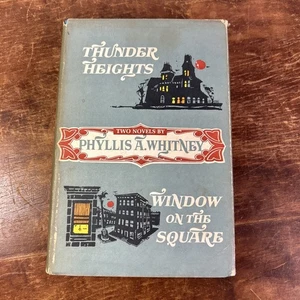 THUNDER
HEIGHTS
TWO NOVELS BY
PHYLLIS A. WHITNEY
WINDOW
ON THE
SQUARE